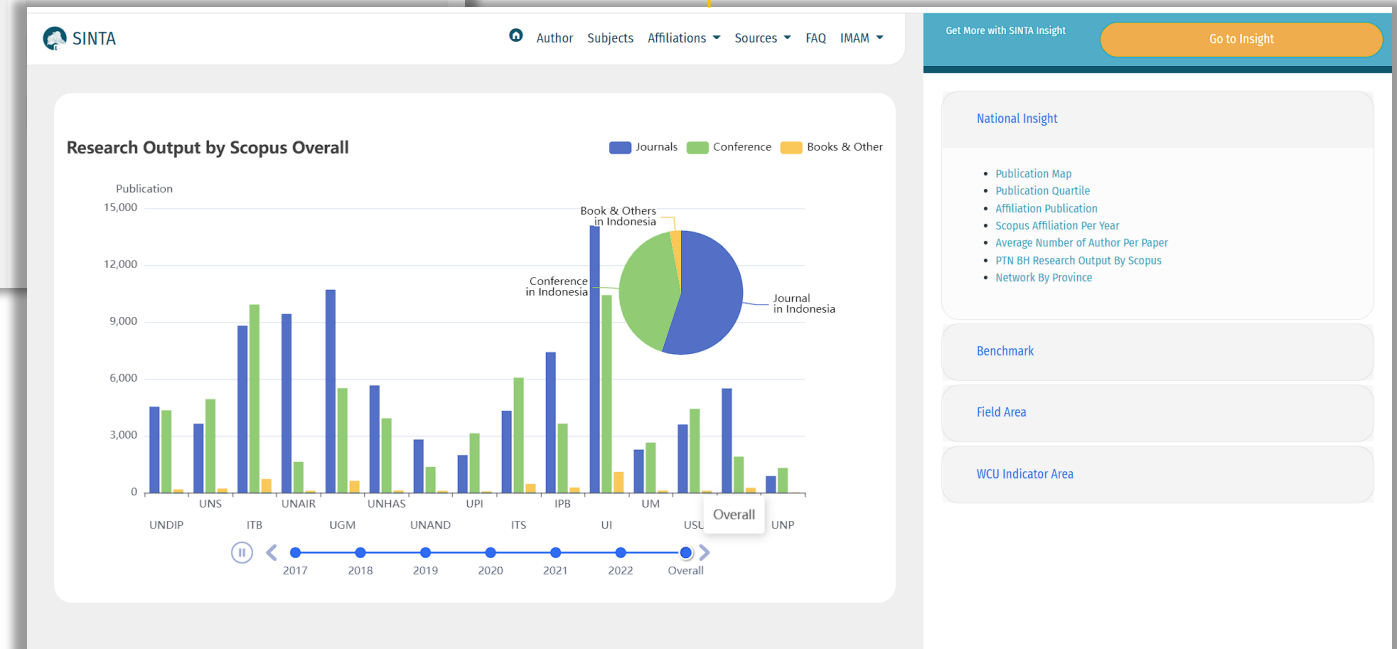 SINTA
Author Subjects Affiliations Sources FAQ IMAM
Get More with SINTA Insight
Go to Insight
Research Output by Scopus Overall
Journals Conference Books & Other
Publication
15,000
12,000
9,000
6,000
3,000
0
Book & Others
in Indonesia
Conference
in Indonesia
Journal
in Indonesia
UNS UNAIR UNHAS UPI IPB UM
UNDIP ITB UGM UNAND ITS UI USU UNP
Overall
2017 2018 2019 2020 2021 2022 Overall
National Insight
Publication Map
Publication Quartile
Affiliation Publication
Scopus Affiliation Per Year
Average Number of Author Per Paper
PTN BH Research Output By Scopus
Network By Province
Benchmark
Field Area
WCU Indicator Area